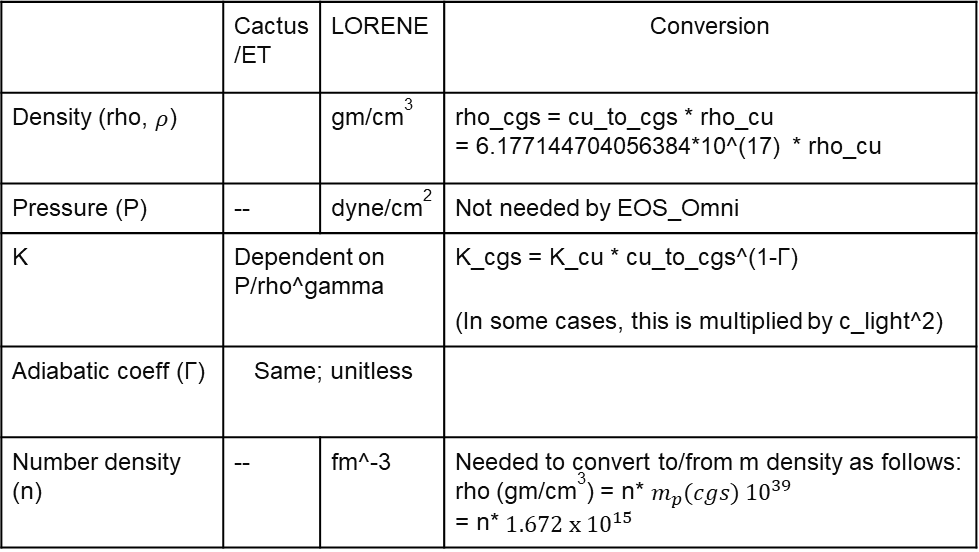 Cactus
/ET
LORENE
Conversion
Density (rho, 𝜌)
gm/cm³
rho_cgs = cu_to_cgs * rho_cu
= 6.177144704056384*10^(17)  * rho_cu
Pressure (P)
--
dyne/cm²
Not needed by EOS_Omni
K
Dependent on
P/rho^gamma
K_cgs = K_cu * cu_to_cgs^(1-Γ)
(In some cases, this is multiplied by c_light^2)
Adiabatic coeff (Γ)
Same; unitless
Number density
(n)
--
fm^-3
Needed to convert to/from m density as follows:
rho (gm/cm³) = n* 𝑚ₚ(𝑐𝑔𝑠) 10³⁹
= n* 1.672 x 10¹⁵